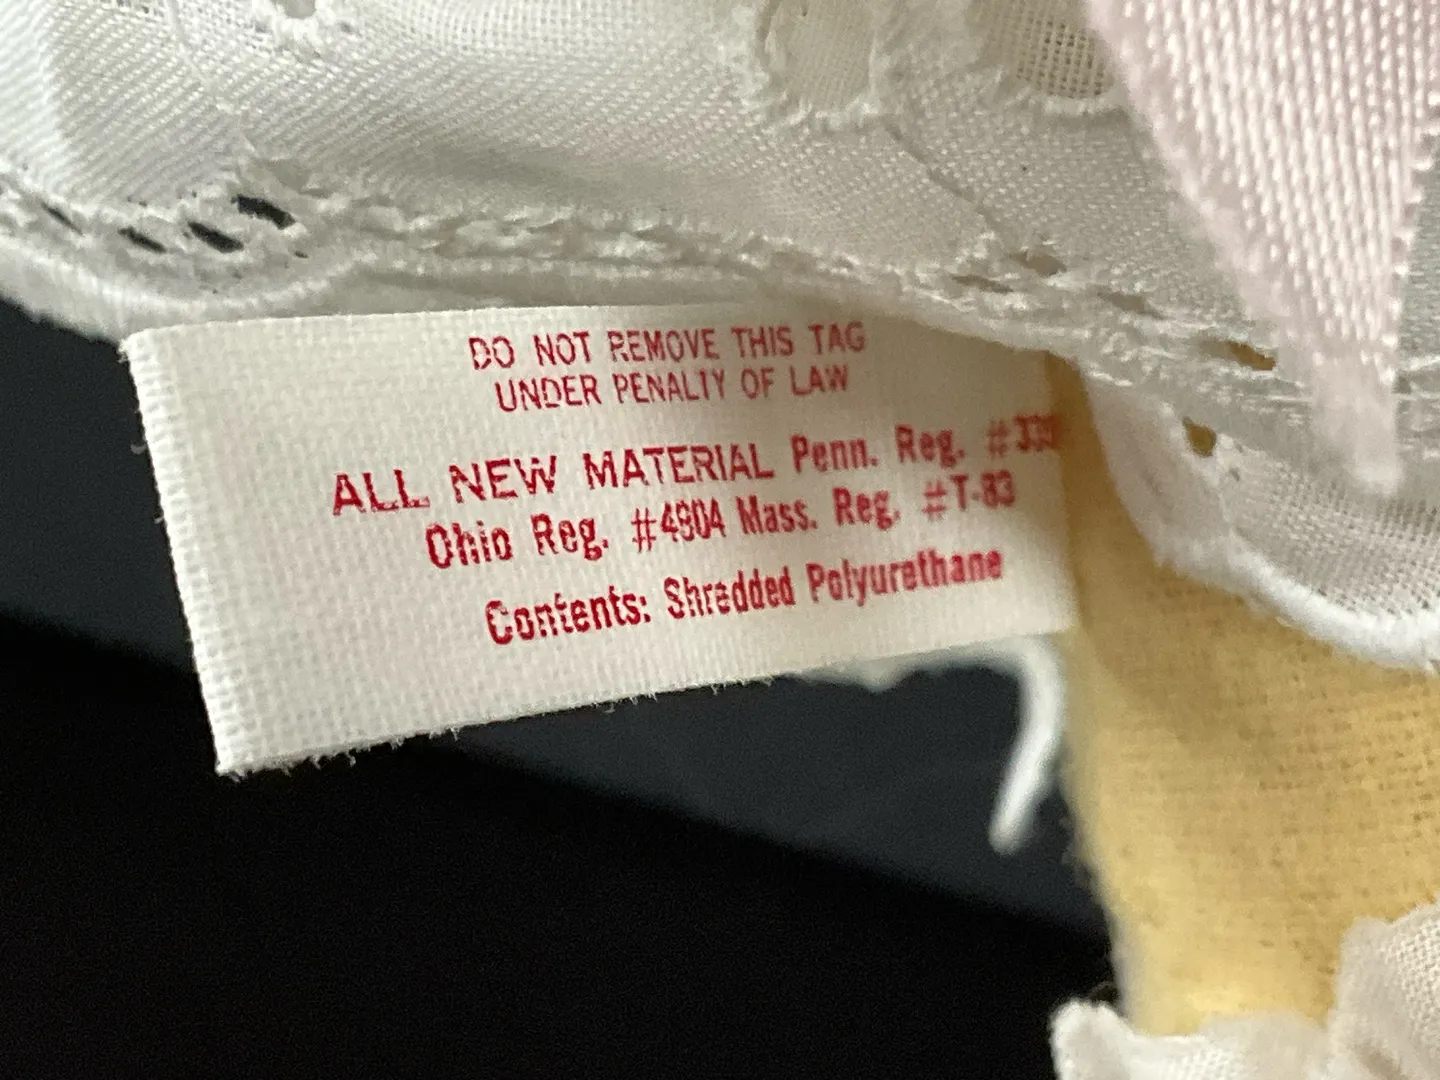 DO NOT REMOVE THIS TAG
UNDER PENALTY OF LAW
ALL NEW MATERIAL Penn. Reg.
Ohio Reg. #4904 Mass. Reg. #T-83
Contents: Shredded Polyurethane